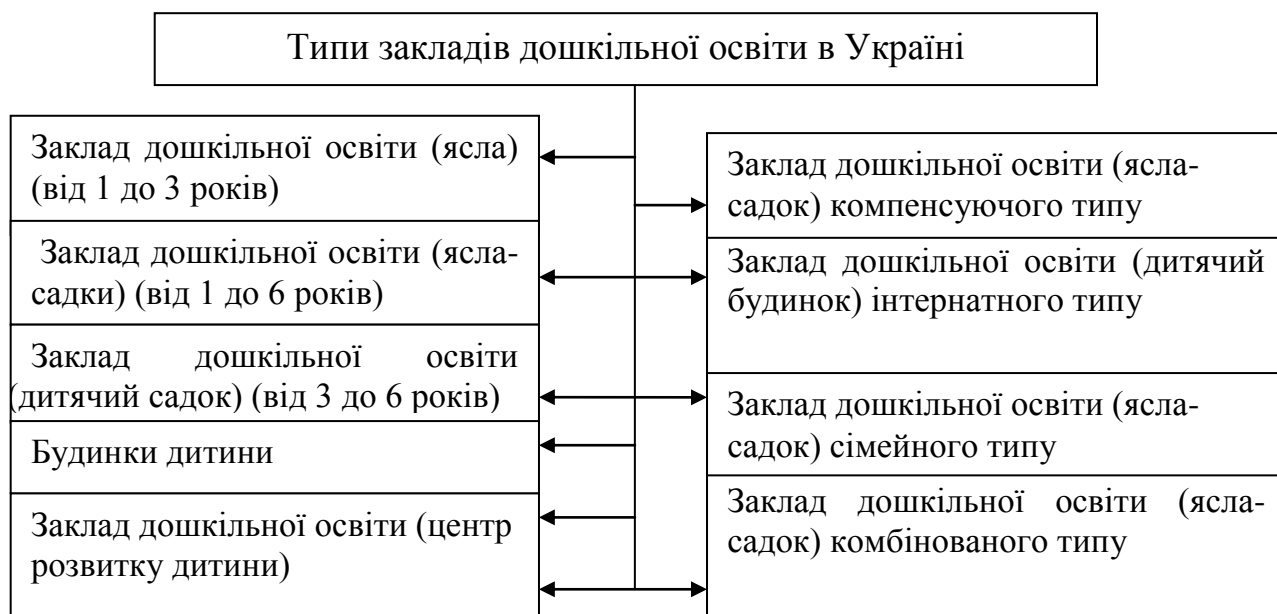 Типи закладів дошкільної освіти в Україні
Заклад дошкільної освіти (ясла)
(від 1 до 3 років)
Заклад дошкільної освіти (ясла-
садки) (від 1 до 6 років)
Заклад дошкільної освіти
(дитячий садок) (від 3 до 6 років)
Будинки дитини
Заклад дошкільної освіти (центр
розвитку дитини)
Заклад дошкільної освіти (ясла-
садок) компенсуючого типу
Заклад дошкільної освіти (дитячий
будинок) інтернатного типу
Заклад дошкільної освіти (ясла-
садок) сімейного типу
Заклад дошкільної освіти (ясла-
садок) комбінованого типу